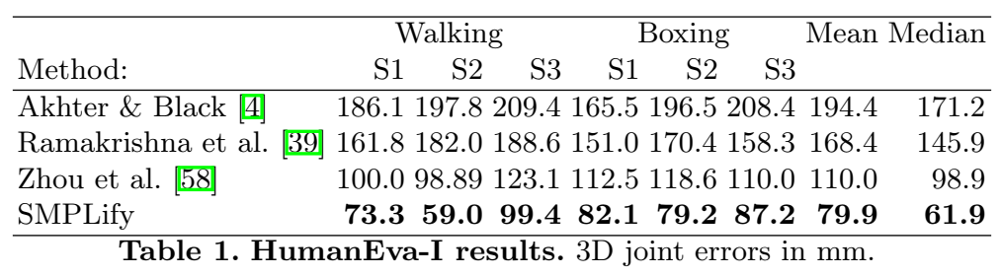 Walking Boxing Mean Median
Method: S1 S2 S3 S1 S2 S3
Akhter & Black [4] 186.1 197.8 209.4 165.5 196.5 208.4 194.4 171.2
Ramakrishna et al. [39] 161.8 182.0 188.6 151.0 170.4 158.3 168.4 145.9
Zhou et al. [58] 100.0 98.89 123.1 112.5 118.6 110.0 110.0 98.9
SMPLify 73.3 59.0 99.4 82.1 79.2 87.2 79.9 61.9
Table 1. HumanEva-I results. 3D joint errors in mm.